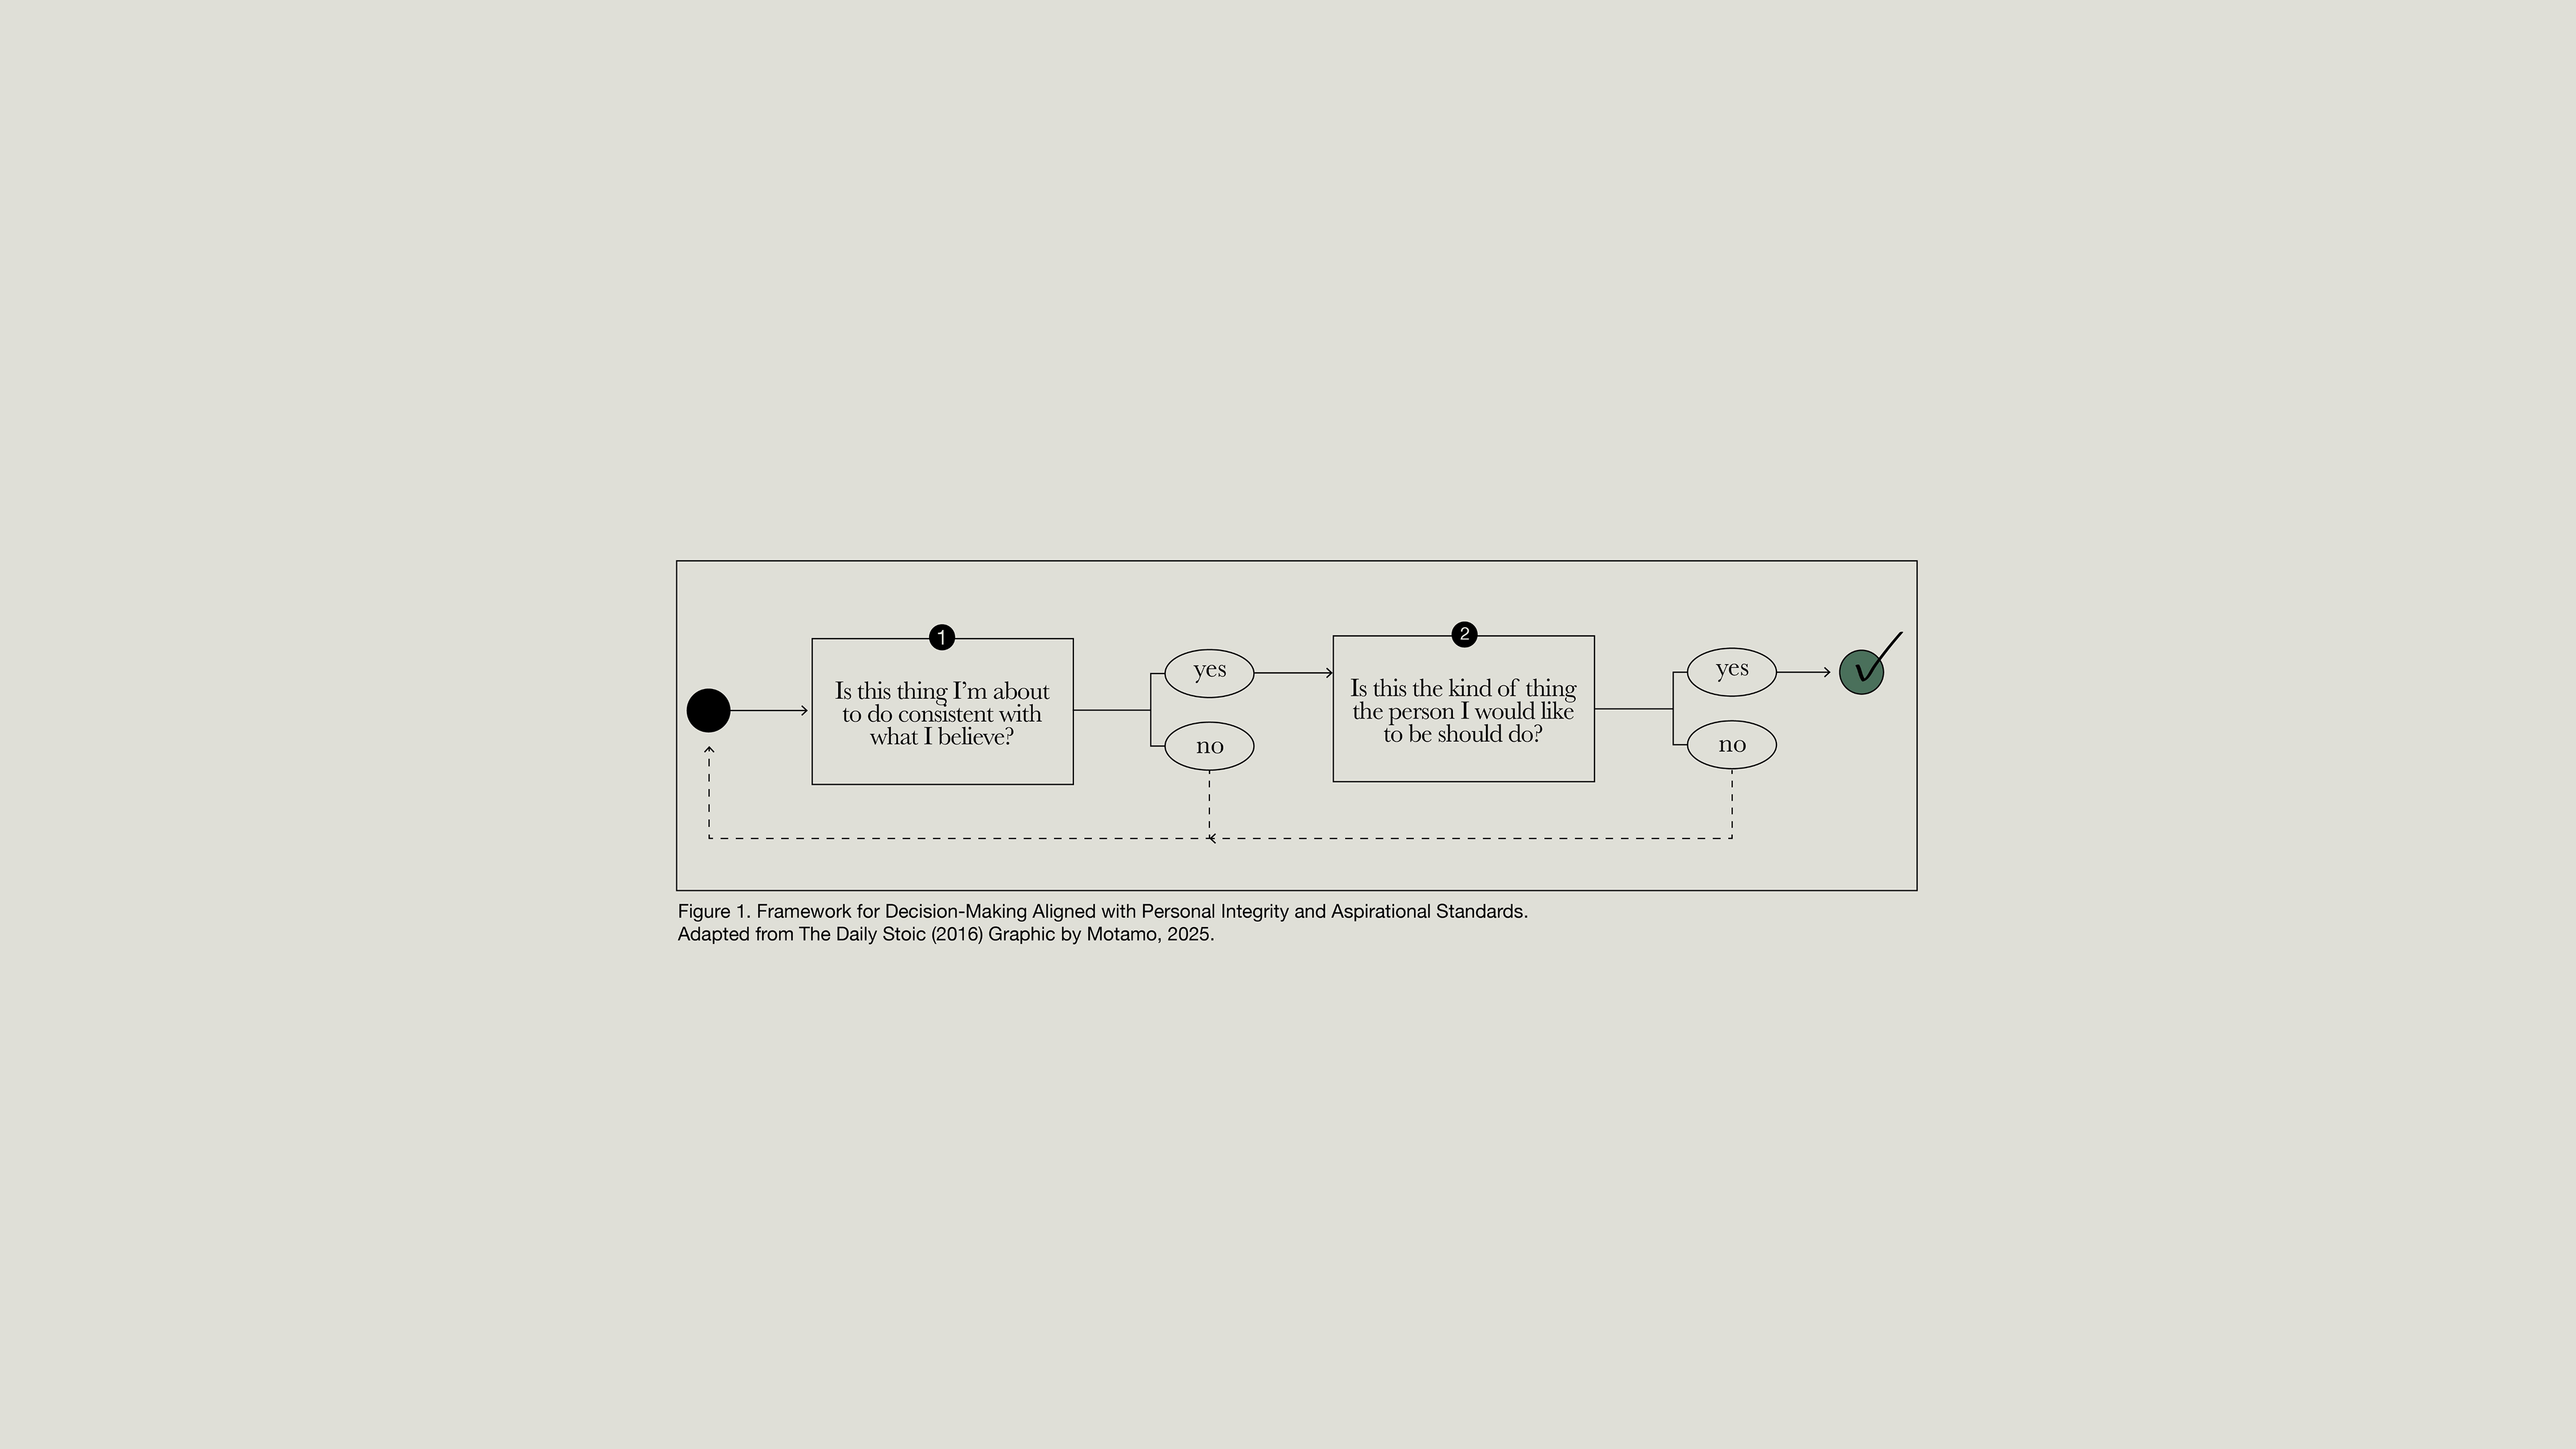 1
Is this thing I’m about
to do consistent with
what I believe?
yes
no
2
Is this the kind of thing
the person I would like
to be should do?
yes
no
Figure 1. Framework for Decision-Making Aligned with Personal Integrity and Aspirational Standards.
Adapted from The Daily Stoic (2016) Graphic by Motamo, 2025.